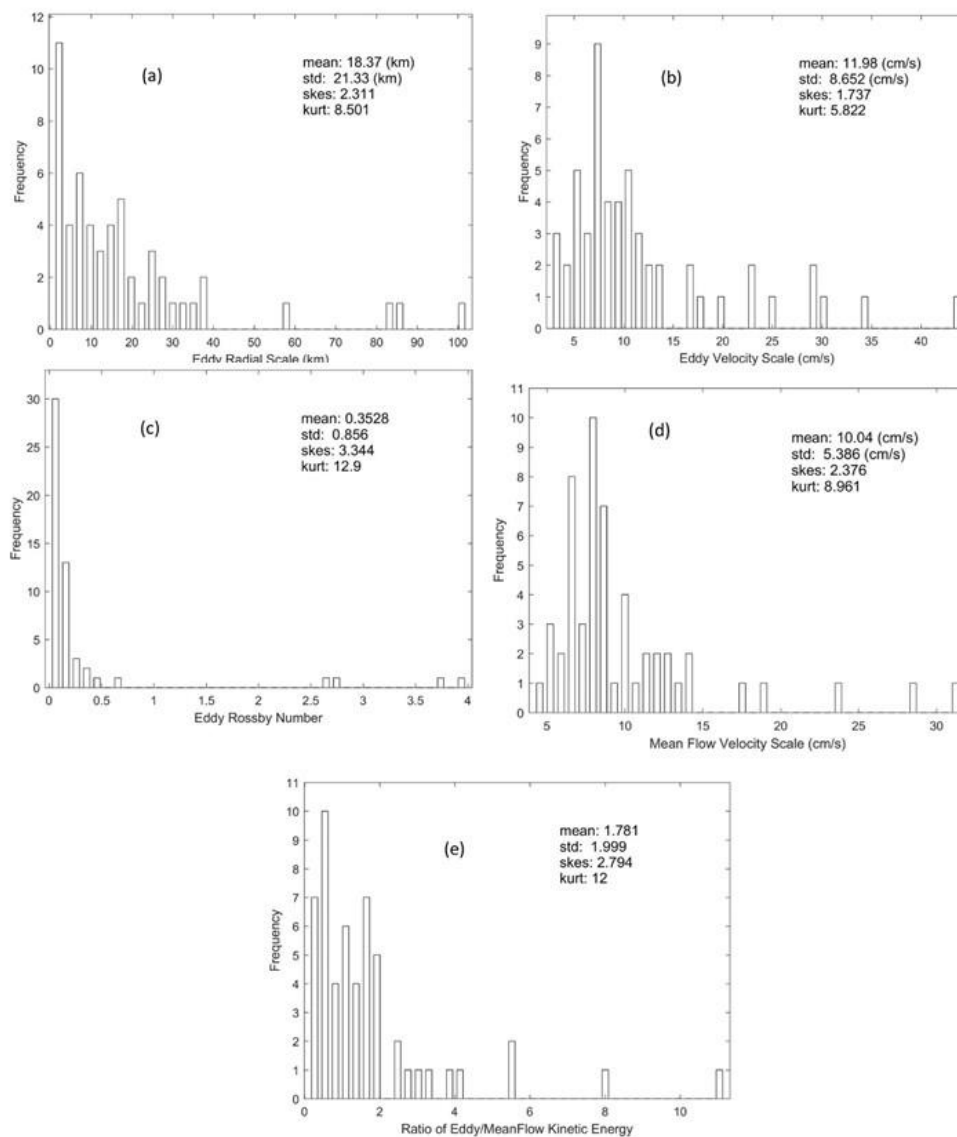 12
10
8
6
4
2
0
Frequency
(a)
mean: 18.37 (km)
std: 21.33 (km)
skes: 2.311
kurt: 8.501
0 10 20 30 40 50 60 70 80 90 100
Eddy Radial Scale (km)
9
8
7
6
5
4
3
2
1
0
Frequency
(b)
mean: 11.98 (cm/s)
std: 8.652 (cm/s)
skes: 1.737
kurt: 5.822
5 10 15 20 25 30 35 40
Eddy Velocity Scale (cm/s)
30
25
20
15
10
5
0
Frequency
(c)
mean: 0.3528
std: 0.856
skes: 3.344
kurt: 12.9
0 0.5 1 1.5 2 2.5 3 3.5 4
Eddy Rossby Number
11
10
9
8
7
6
5
4
3
2
1
0
Frequency
(d)
mean: 10.04 (cm/s)
std: 5.386 (cm/s)
skes: 2.376
kurt: 8.961
5 10 15 20 25 30
Mean Flow Velocity Scale (cm/s)
11
10
9
8
7
6
5
4
3
2
1
0
Frequency
(e)
mean: 1.781
std: 1.999
skes: 2.794
kurt: 12
0 2 4 6 8 10
Ratio of Eddy/MeanFlow Kinetic Energy